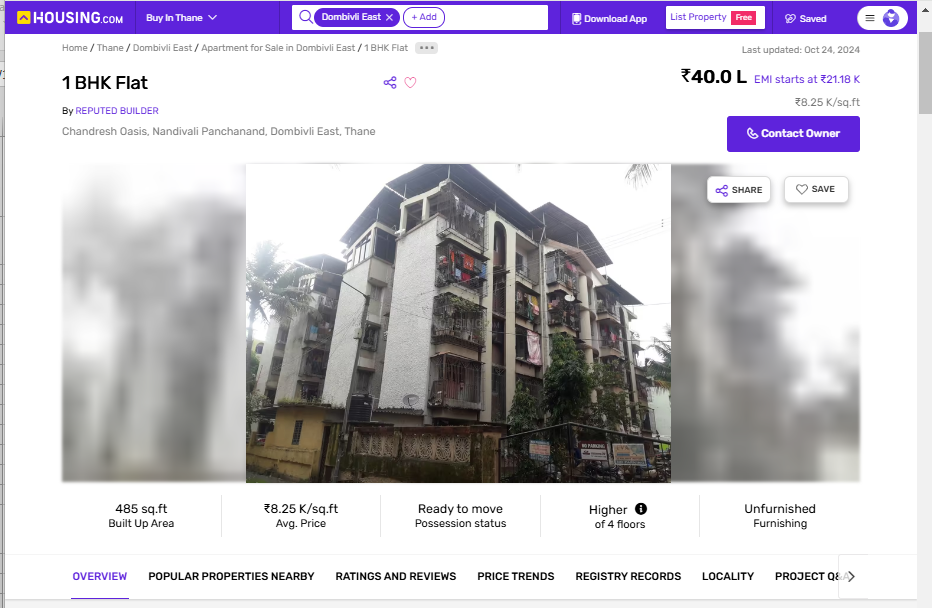 HOUSING.COM
Buy In Thane
Dombivli East
+ Add
Download App
List Property Free
Saved
Home / Thane / Dombivli East / Apartment for Sale in Dombivli East / 1 BHK Flat
Last updated: Oct 24, 2024
1 BHK Flat
₹40.0 L EMI starts at ₹21.18 K
₹8.25 K/sq.ft
By REPUTED BUILDER
Chandresh Oasis, Nandivali Panchanand, Dombivli East, Thane
Contact Owner
SHARE
SAVE
NO PARKING
485 sq.ft
Built Up Area
₹8.25 K/sq.ft
Avg. Price
Ready to move
Possession status
Higher
of 4 floors
Unfurnished
Furnishing
OVERVIEW
POPULAR PROPERTIES NEARBY
RATINGS AND REVIEWS
PRICE TRENDS
REGISTRY RECORDS
LOCALITY
PROJECT Q&A